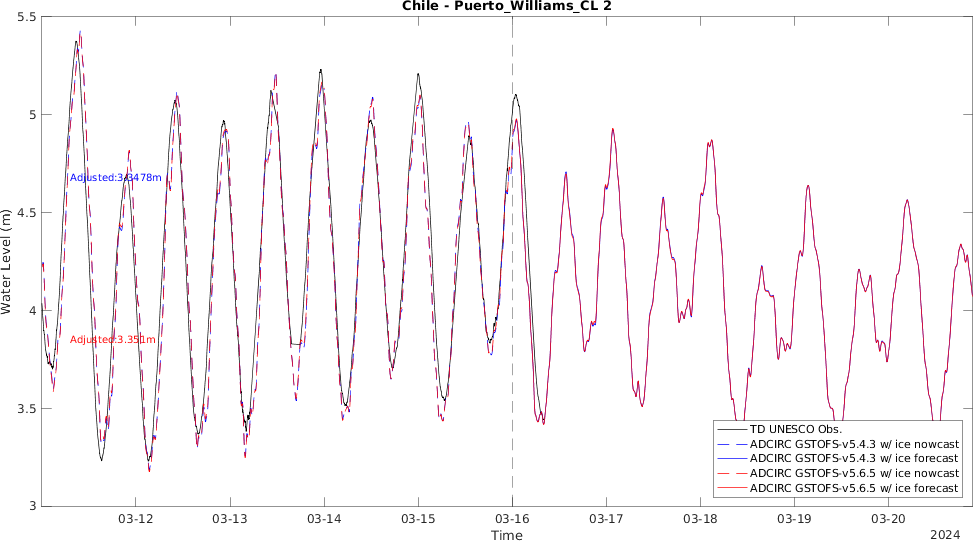 Chile - Puerto_Williams_CL 2
5.5
5
4.5
4
3.5
3
Water Level (m)
Adjusted:3.3478m
Adjusted:3.351m
TD UNESCO Obs.
ADCIRC GSTOFS-v5.4.3 w/ ice nowcast
ADCIRC GSTOFS-v5.4.3 w/ ice forecast
ADCIRC GSTOFS-v5.6.5 w/ ice nowcast
ADCIRC GSTOFS-v5.6.5 w/ ice forecast
03-12 03-13 03-14 03-15 03-16 03-17 03-18 03-19 03-20
Time
2024